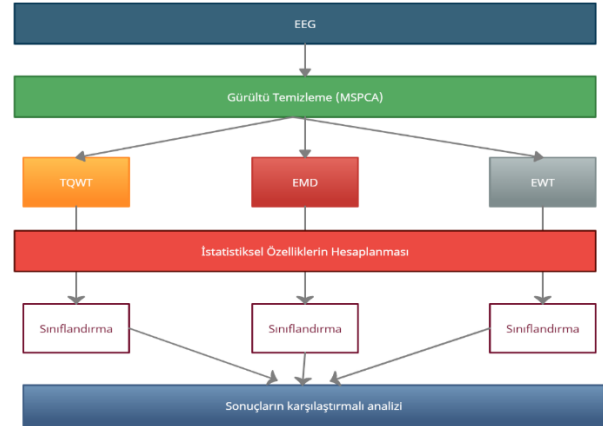 EEG
Gürültü Temizleme (MSPCA)
TQWT
EMD
EWT
İstatistiksel Özelliklerin Hesaplanması
Sınıflandırma
Sınıflandırma
Sınıflandırma
Sonuçların karşılaştırmalı analizi